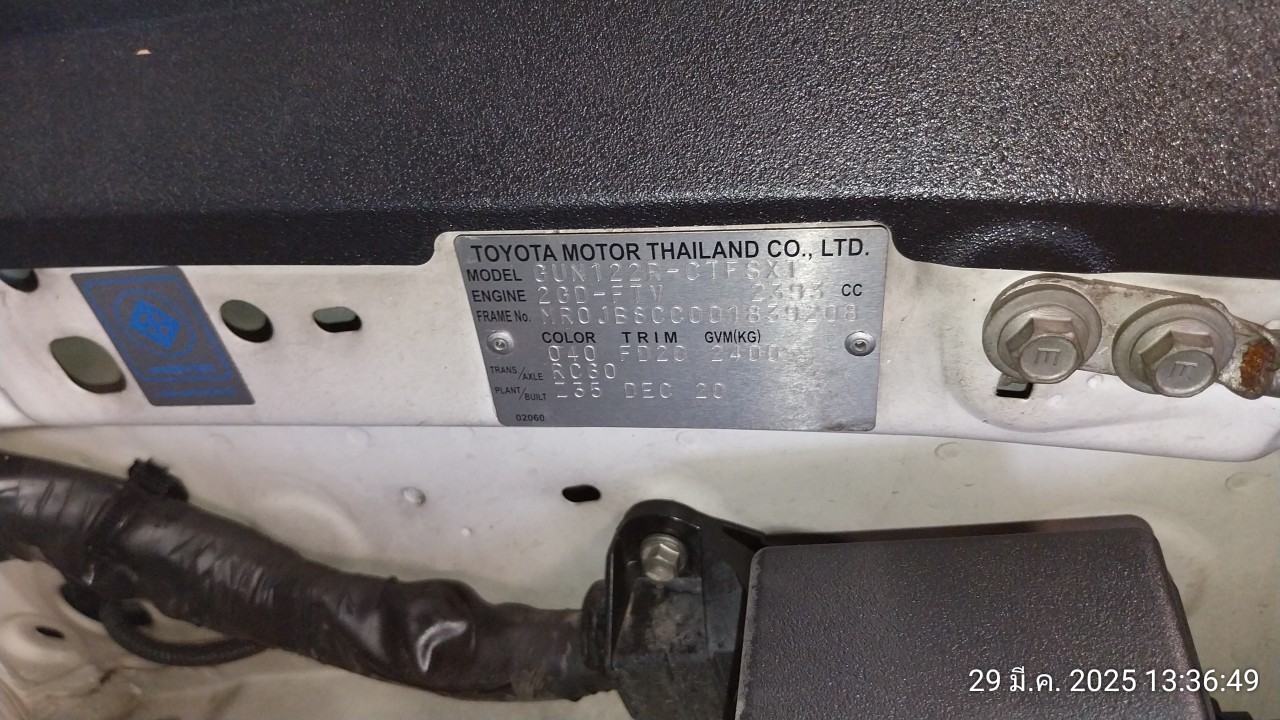 TOYOTA MOTOR THAILAND CO., LTD.
MODEL GUN122R-CTFSXT
ENGINE 2GD-FTV 2393 CC
FRAME No.
COLOR TRIM GVM(KG)
040 FD20 2400
TRANS/AXLE RC60
PLANT/BUILT Z35 DEC 20
02060
29 มี.ค. 2025 13:36:49